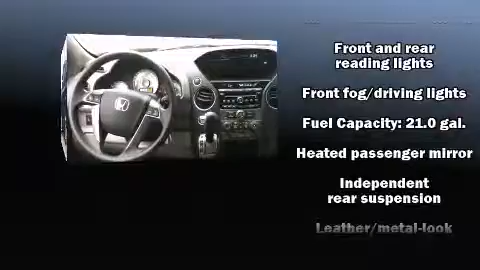 Front and rear
reading lights
Front fog/driving lights
Fuel Capacity: 21.0 gal.
Heated passenger mirror
Independent
rear suspension
Leather/metal-look